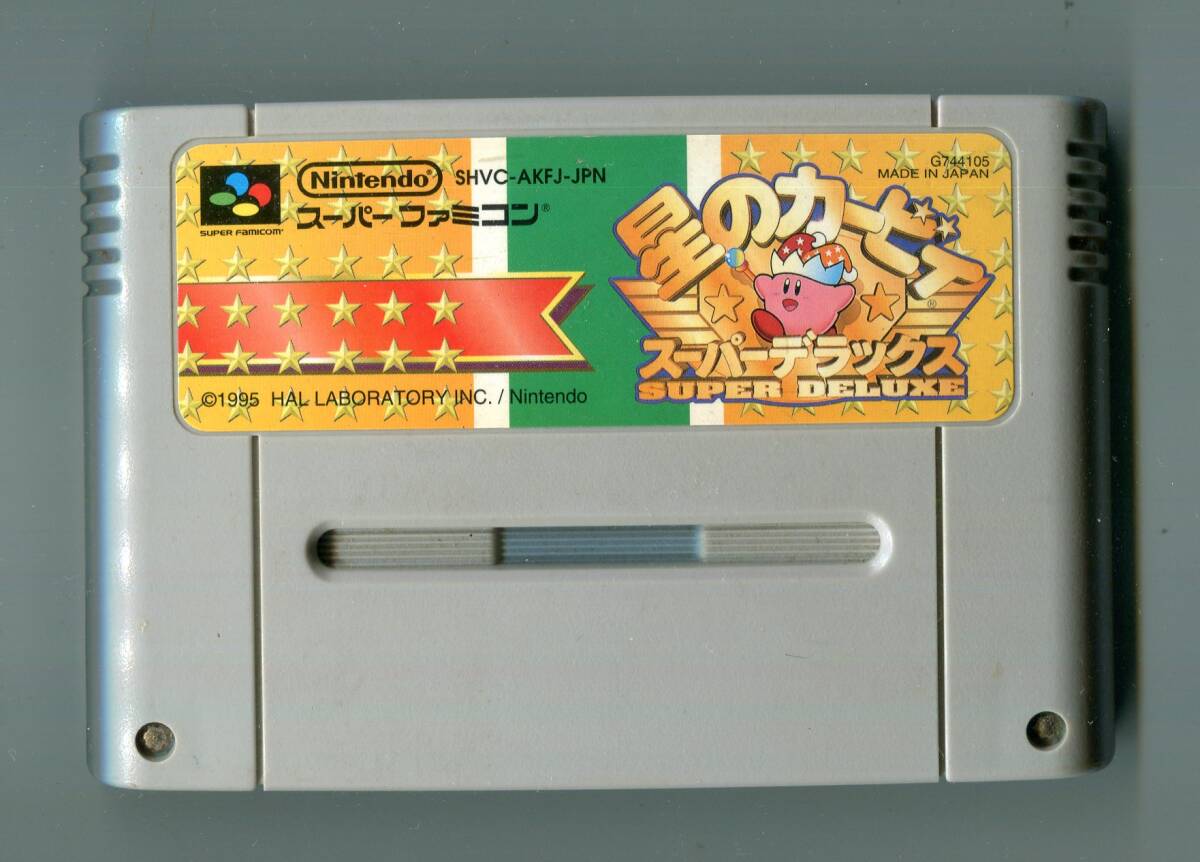 Nintendo®
SHVC-AKFJ-JPN
SUPER FAMICOM®
スーパーファミコン®
G744105
MADE IN JAPAN
星のカービィ®
スーパーデラックス
SUPER DELUXE
©1995 HAL LABORATORY INC. / Nintendo